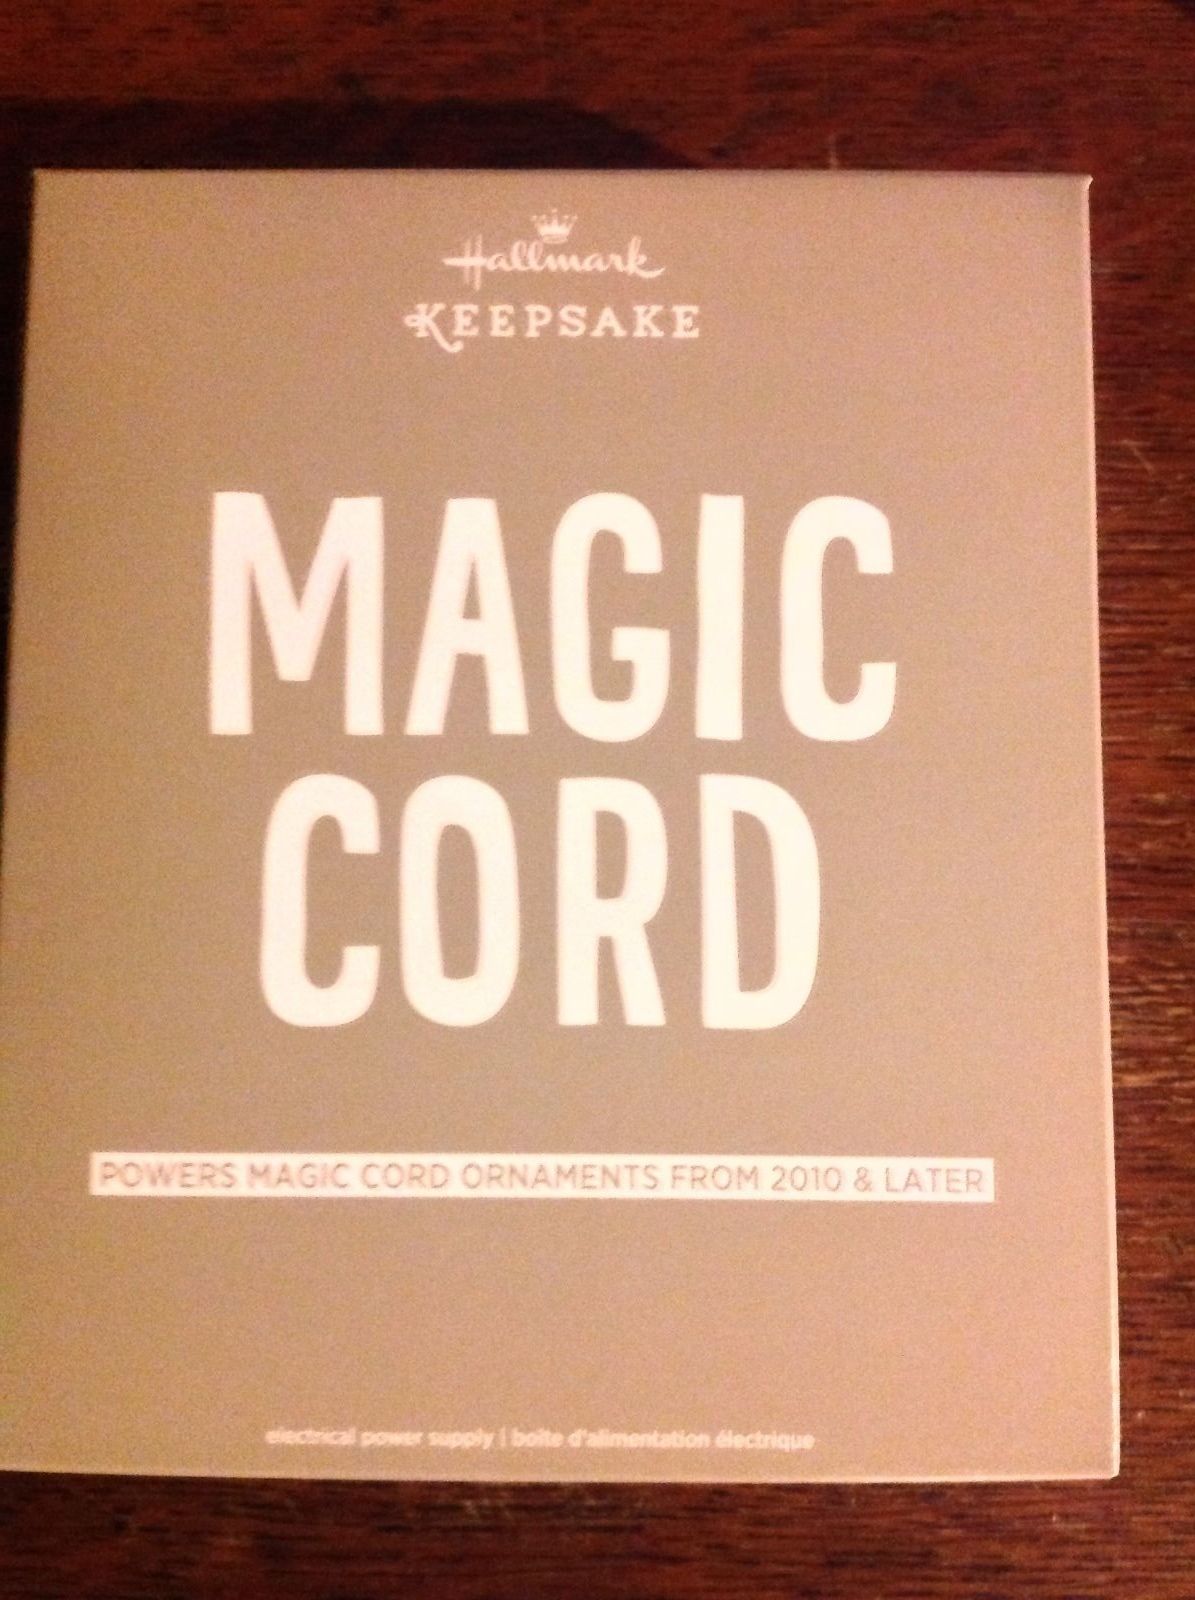 Hallmark
KEEPSAKE
MAGIC
CORD
POWERS MAGIC CORD ORNAMENTS FROM 2010 & LATER
electrical power supply | boîte d'alimentation électrique